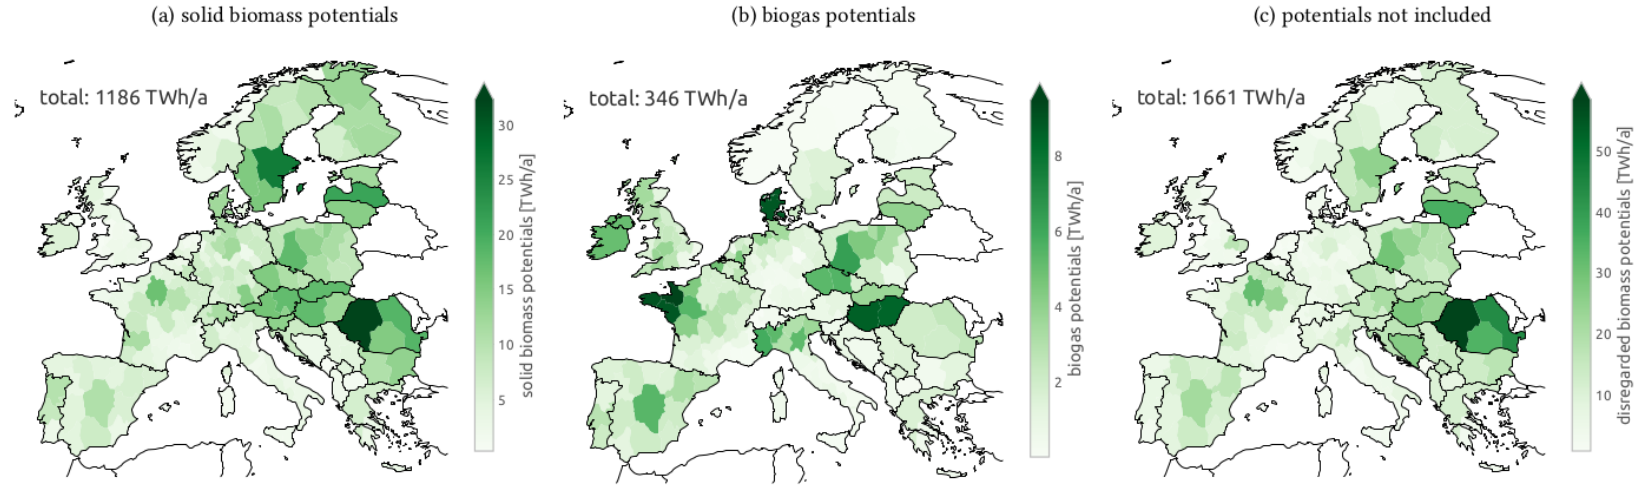 (a) solid biomass potentials
total: 1186 TWh/a
30
25
20
15
10
5
solid biomass potentials [TWh/a]
(b) biogas potentials
total: 346 TWh/a
8
6
4
2
biogas potentials [TWh/a]
(c) potentials not included
total: 1661 TWh/a
50
40
30
20
10
disregarded biomass potentials [TWh/a]